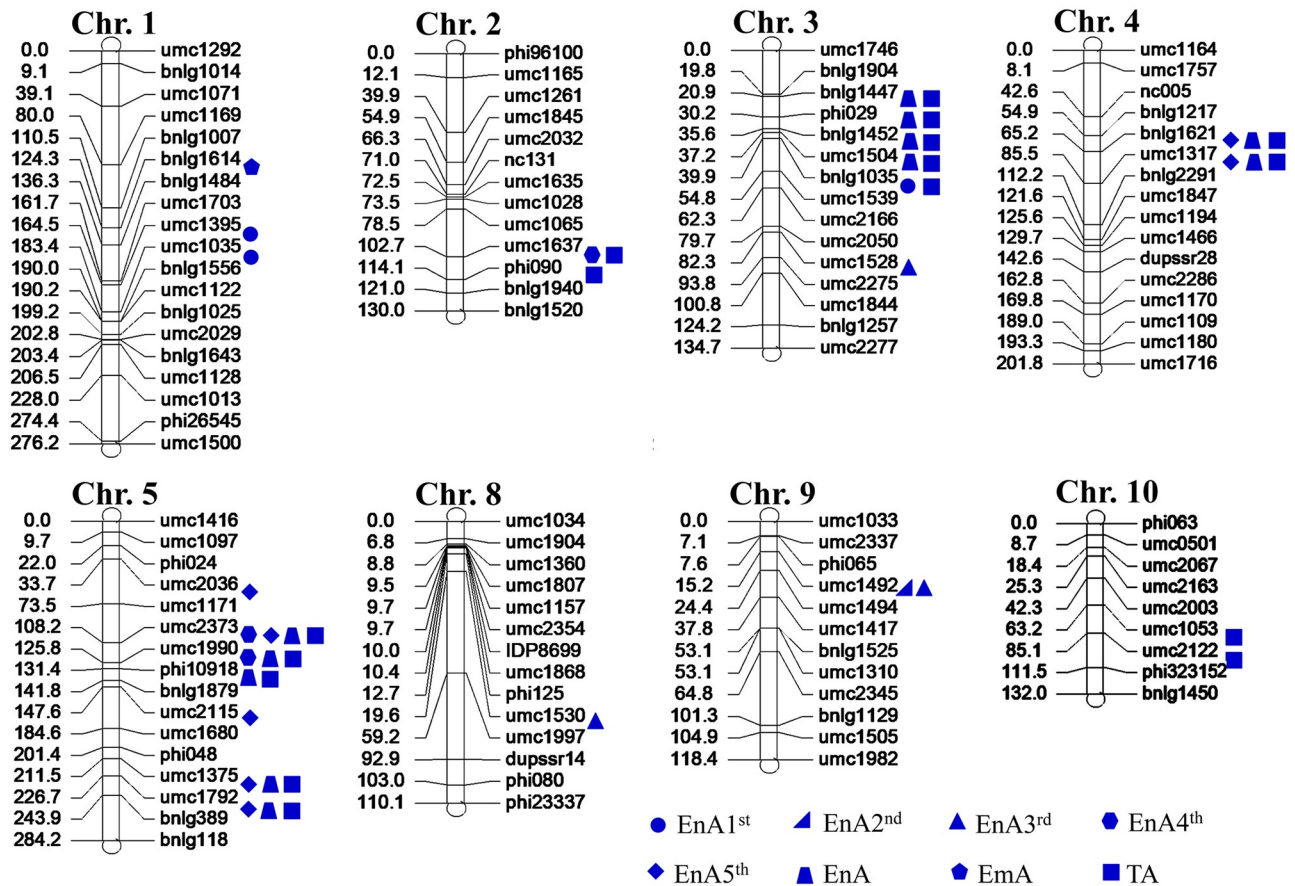 Chr. 1
0.0 umc1292
9.1 bnlg1014
39.1 umc1071
80.0 umc1169
110.5 bnlg1007
124.3 bnlg1614
136.3 bnlg1484
161.7 umc1703
164.5 umc1395
183.4 umc1035
190.0 bnlg1556
190.2 umc1122
199.2 bnlg1025
202.8 umc2029
203.4 bnlg1643
206.5 umc1128
228.0 umc1013
274.4 phi26545
276.2 umc1500
Chr. 2
0.0 phi96100
12.1 umc1165
39.9 umc1261
54.9 umc1845
66.3 umc2032
71.0 nc131
72.5 umc1635
73.5 umc1028
78.5 umc1065
102.7 umc1637
114.1 phi090
121.0 bnlg1940
130.0 bnlg1520
Chr. 3
0.0 umc1746
19.8 bnlg1904
20.9 bnlg1447
30.2 phi029
35.6 bnlg1452
37.2 umc1504
39.9 bnlg1035
54.8 umc1539
62.3 umc2166
79.7 umc2050
82.3 umc1528
93.8 umc2275
100.8 umc1844
124.2 bnlg1257
134.7 umc2277
Chr. 4
0.0 umc1164
8.1 umc1757
42.6 nc005
54.9 bnlg1217
65.2 bnlg1621
85.5 umc1317
112.2 bnlg2291
121.6 umc1847
125.6 umc1194
129.7 umc1466
142.6 dupssr28
162.8 umc2286
169.8 umc1170
189.0 umc1109
193.3 umc1180
201.8 umc1716
Chr. 5
0.0 umc1416
9.7 umc1097
22.0 phi024
33.7 umc2036
73.5 umc1171
108.2 umc2373
125.8 umc1990
131.4 phi10918
141.8 bnlg1879
147.6 umc2115
184.6 umc1680
201.4 phi048
211.5 umc1375
226.7 umc1792
243.9 bnlg389
284.2 bnlg118
Chr. 8
0.0 umc1034
6.8 umc1904
8.8 umc1360
9.5 umc1807
9.7 umc1157
9.7 umc2354
10.0 IDP8699
10.4 umc1868
12.7 phi125
19.6 umc1530
59.2 umc1997
92.9 dupssr14
103.0 phi080
110.1 phi23337
Chr. 9
0.0 umc1033
7.1 umc2337
7.6 phi065
15.2 umc1492
24.4 umc1494
37.8 umc1417
53.1 bnlg1525
53.1 umc1310
64.8 umc2345
101.3 bnlg1129
104.9 umc1505
118.4 umc1982
Chr. 10
0.0 phi063
8.7 umc0501
18.4 umc2067
25.3 umc2163
42.3 umc2003
63.2 umc1053
85.1 umc2122
111.5 phi323152
132.0 bnlg1450
EnA1st EnA2nd EnA3rd EnA4th
EnA5th EnA EmA TA